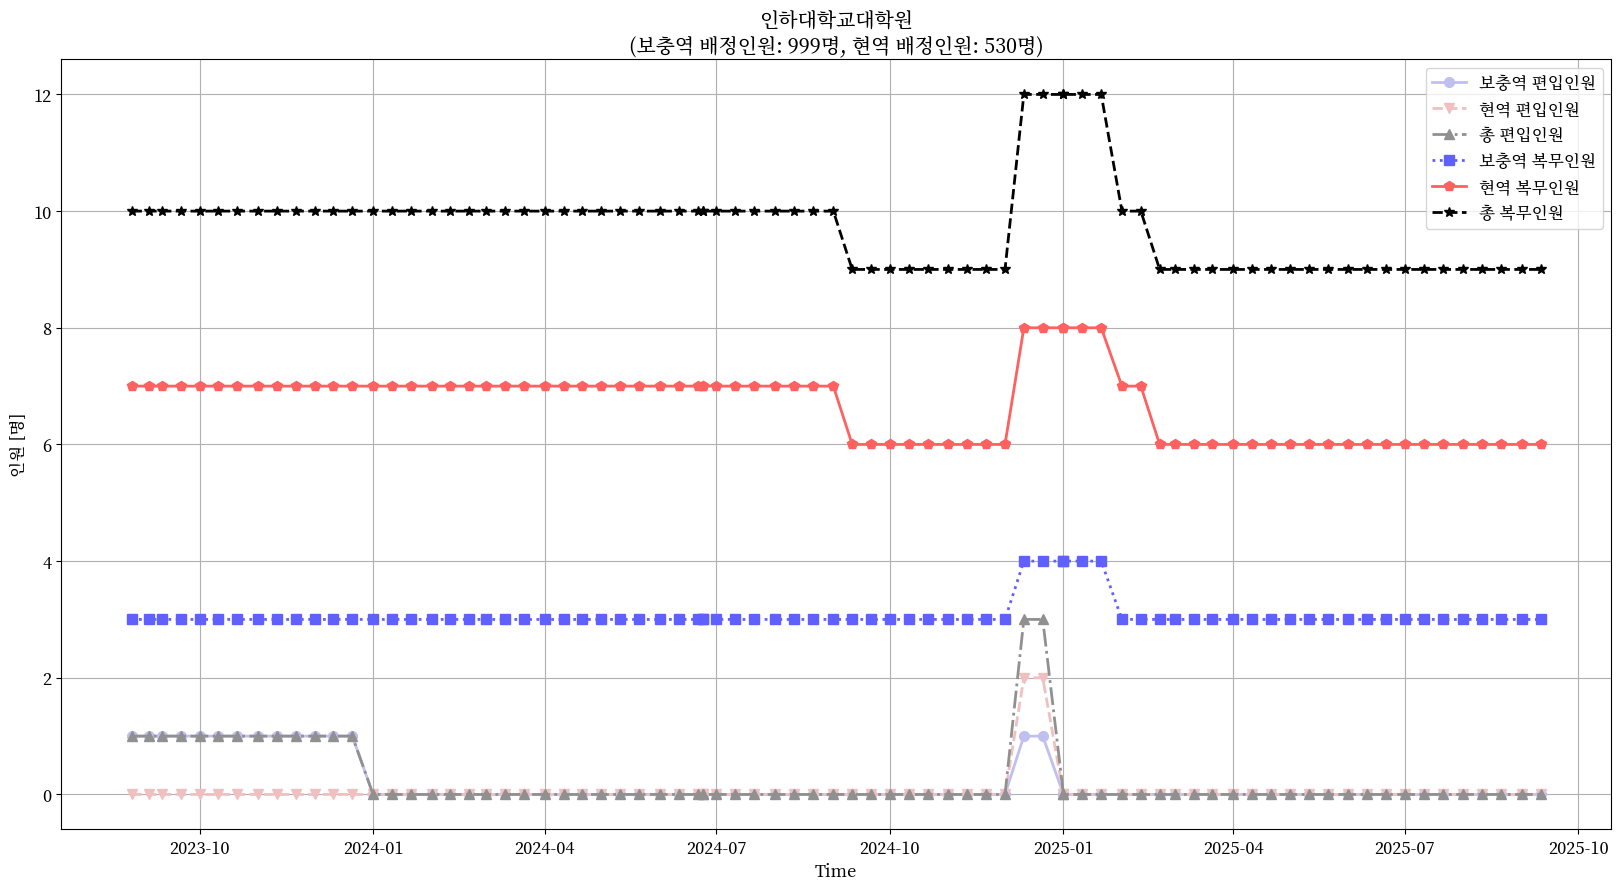 인하대학교대학원
(보충역 배정인원: 999명, 현역 배정인원: 530명)
보충역 편입인원
현역 편입인원
총 편입인원
보충역 복무인원
현역 복무인원
총 복무인원
12
10
8
6
4
2
0
인원 [명]
2023-10
2024-01
2024-04
2024-07
2024-10
2025-01
2025-04
2025-07
2025-10
Time